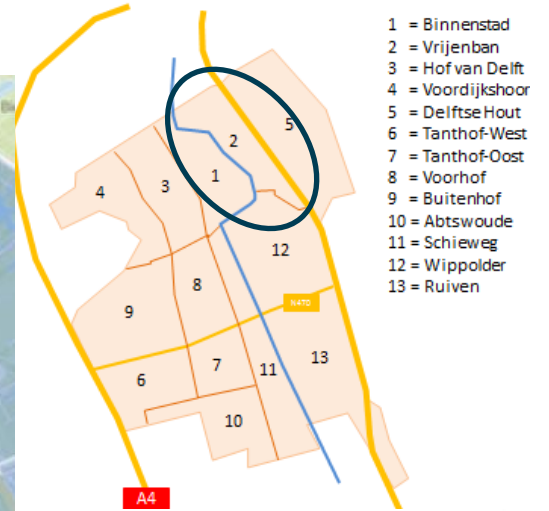 1 = Binnenstad
2 = Vrijenban
3 = Hof van Delft
4 = Voordijkshoor
5 = Delftse Hout
6 = Tanthof-West
7 = Tanthof-Oost
8 = Voorhof
9 = Buitenhof
10 = Abtswoude
11 = Schieweg
12 = Wippolder
13 = Ruiven
5
2
1
3
4
12
8
9
N470
13
7
11
6
10
A4